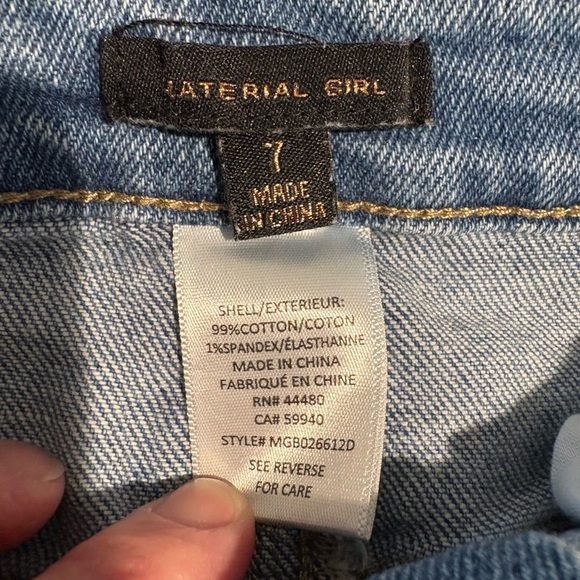 MATERIAL GIRL
7
MADE
IN CHINA
SHELL/EXTERIEUR:
99%COTTON/COTON
1%SPANDEX/ÉLASTHANNE
MADE IN CHINA
FABRIQUÉ EN CHINE
RN# 44480
CA# 59940
STYLE# MGB026612D
SEE REVERSE
FOR CARE